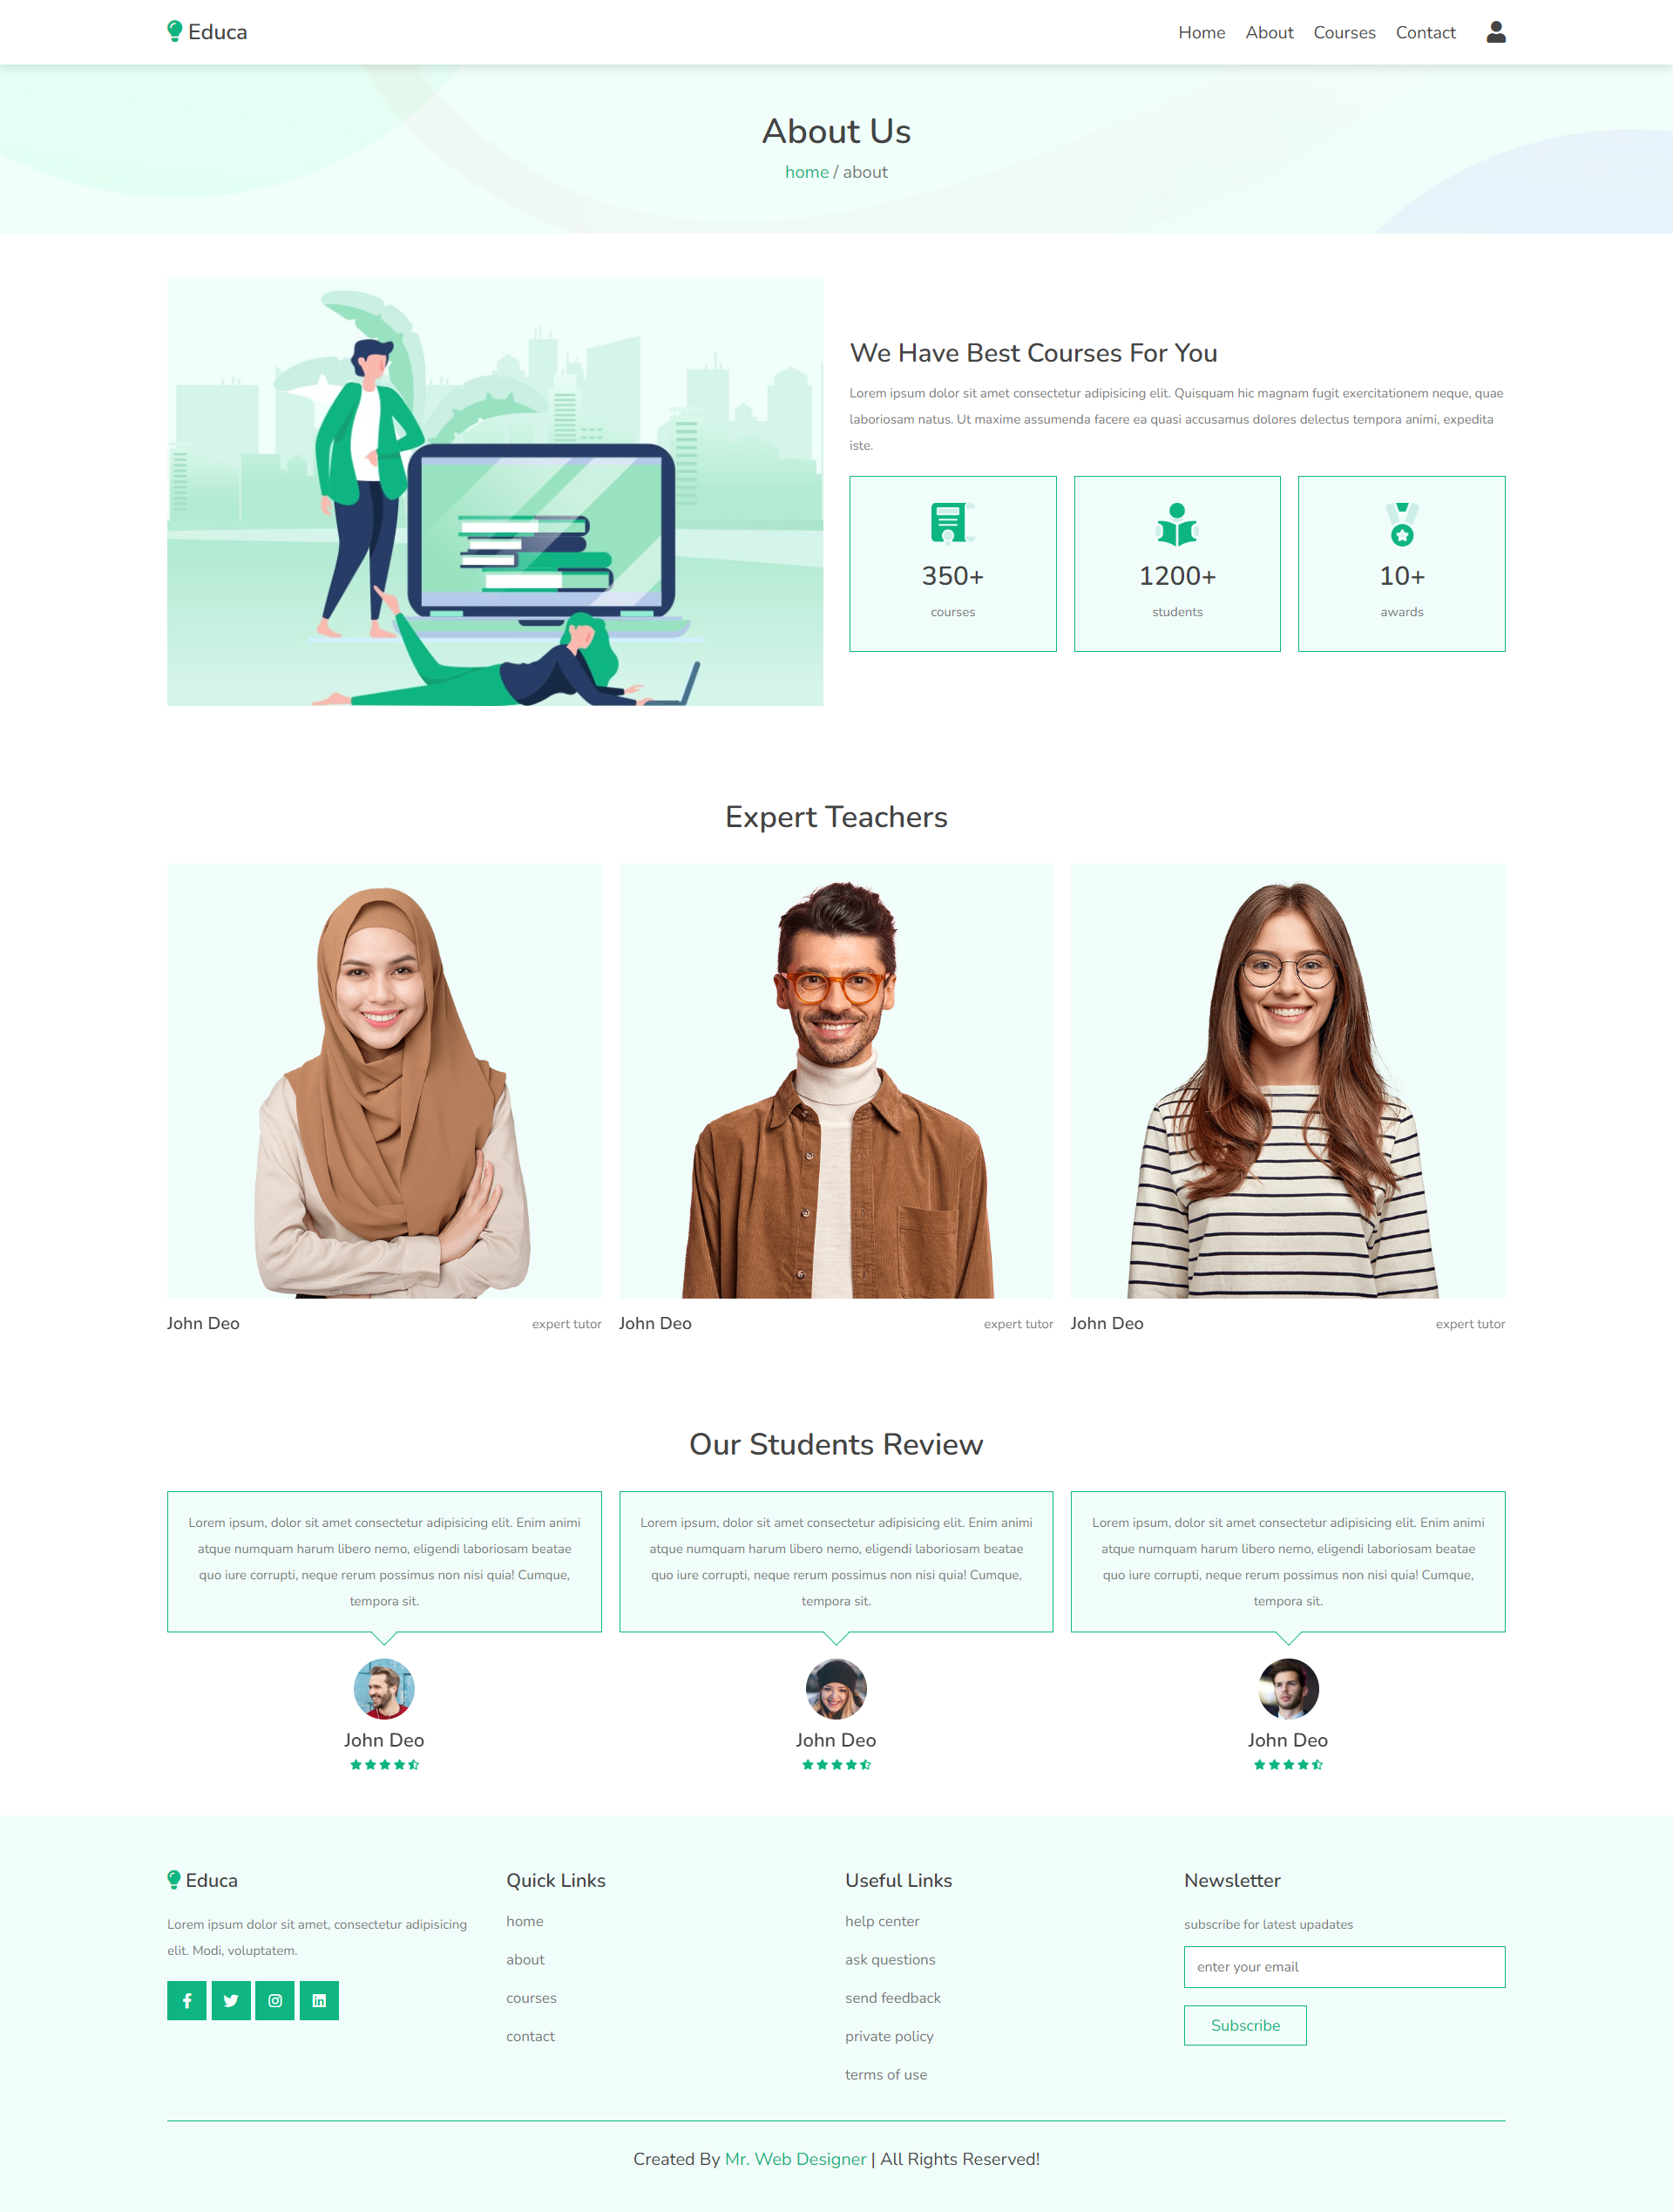 Educa
Home About Courses Contact
About Us
home / about
We Have Best Courses For You
Lorem ipsum dolor sit amet consectetur adipisicing elit. Quisquam hic magnam fugit exercitationem neque, quae
laboriosam natus. Ut maxime assumenda facere ea quasi accusamus dolores delectus tempora animi, expedita
iste.
350+
courses
1200+
students
10+
awards
Expert Teachers
John Deo
expert tutor
John Deo
expert tutor
John Deo
expert tutor
Our Students Review
Lorem ipsum, dolor sit amet consectetur adipisicing elit. Enim animi
atque numquam harum libero nemo, eligendi laboriosam beatae
quo iure corrupti, neque rerum possimus non nisi quia! Cumque,
tempora sit.
John Deo
Lorem ipsum, dolor sit amet consectetur adipisicing elit. Enim animi
atque numquam harum libero nemo, eligendi laboriosam beatae
quo iure corrupti, neque rerum possimus non nisi quia! Cumque,
tempora sit.
John Deo
Lorem ipsum, dolor sit amet consectetur adipisicing elit. Enim animi
atque numquam harum libero nemo, eligendi laboriosam beatae
quo iure corrupti, neque rerum possimus non nisi quia! Cumque,
tempora sit.
John Deo
Educa
Lorem ipsum dolor sit amet, consectetur adipisicing
elit. Modi, voluptatem.
Quick Links
home
about
courses
contact
Useful Links
help center
ask questions
send feedback
private policy
terms of use
Newsletter
subscribe for latest upadates
enter your email
Subscribe
Created By Mr. Web Designer | All Rights Reserved!